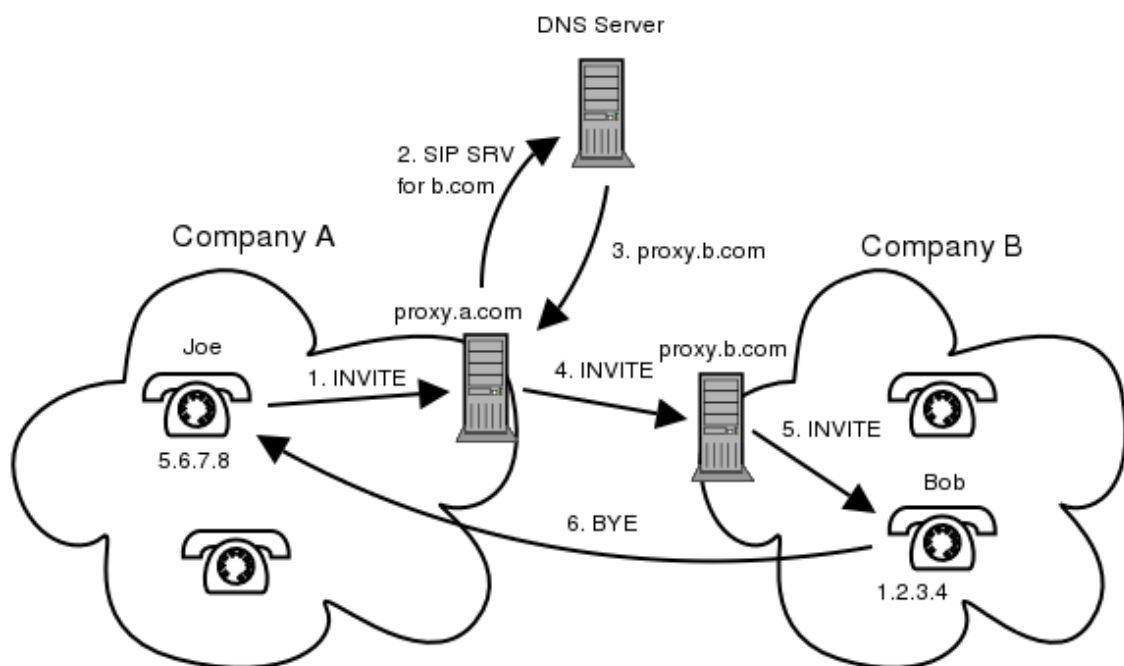 DNS Server
2. SIP SRV
for b.com
Company A
3. proxy.b.com
Company B
proxy.a.com
Joe
proxy.b.com
1. INVITE
4. INVITE
5. INVITE
5.6.7.8
Bob
6. BYE
1.2.3.4